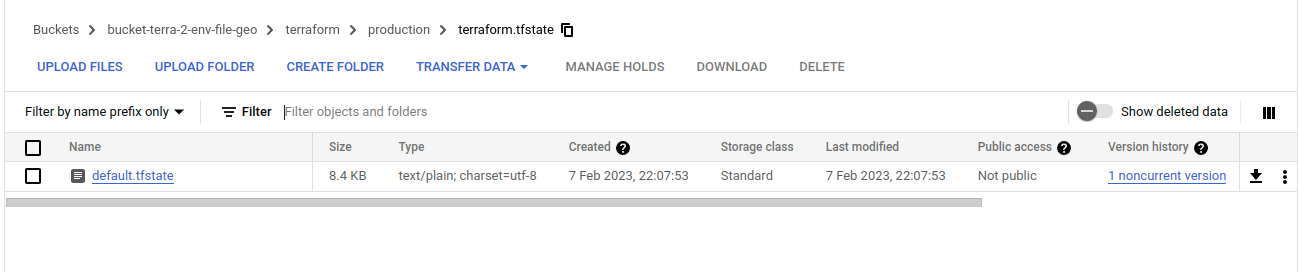 Buckets > bucket-terra-2-env-file-geo > terraform > production > terraform.tfstate
UPLOAD FILES UPLOAD FOLDER CREATE FOLDER TRANSFER DATA MANAGE HOLDS DOWNLOAD DELETE
Filter by name prefix only Filter Filter objects and folders Show deleted data
Name Size Type Created Storage class Last modified Public access Version history
default.tfstate 8.4 KB text/plain; charset=utf-8 7 Feb 2023, 22:07:53 Standard 7 Feb 2023, 22:07:53 Not public 1 noncurrent version